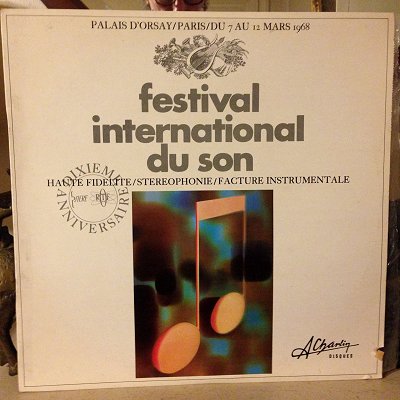 PALAIS D'ORSAY/PARIS/DU 7 AU 12 MARS 1968
festival
international
du son
HAUTE FIDELITE/STEREOPHONIE/FACTURE INSTRUMENTALE
DIXIEME
ANNIVERSAIRE
ACharlin
DISQUES